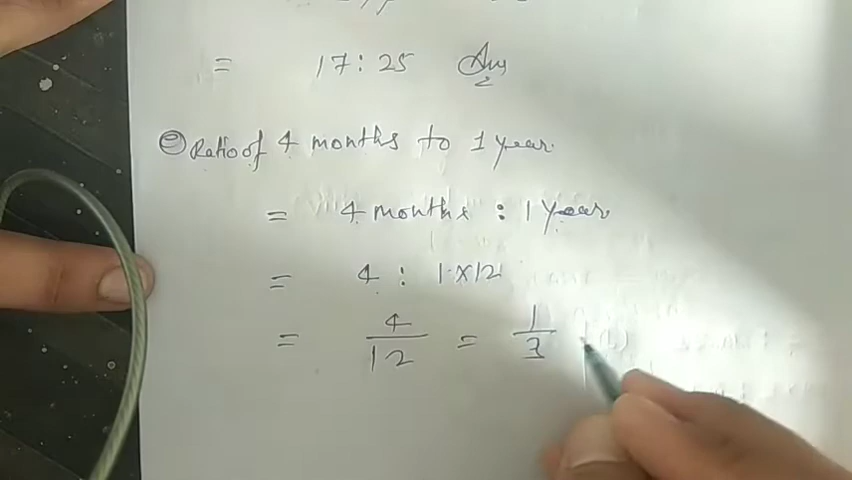 = 17 : 25 Ans
(e) Ratio of 4 months to 1 year.
= 4 months : 1 year
= 4 : 1 × 12
= 4/12 = 1/3